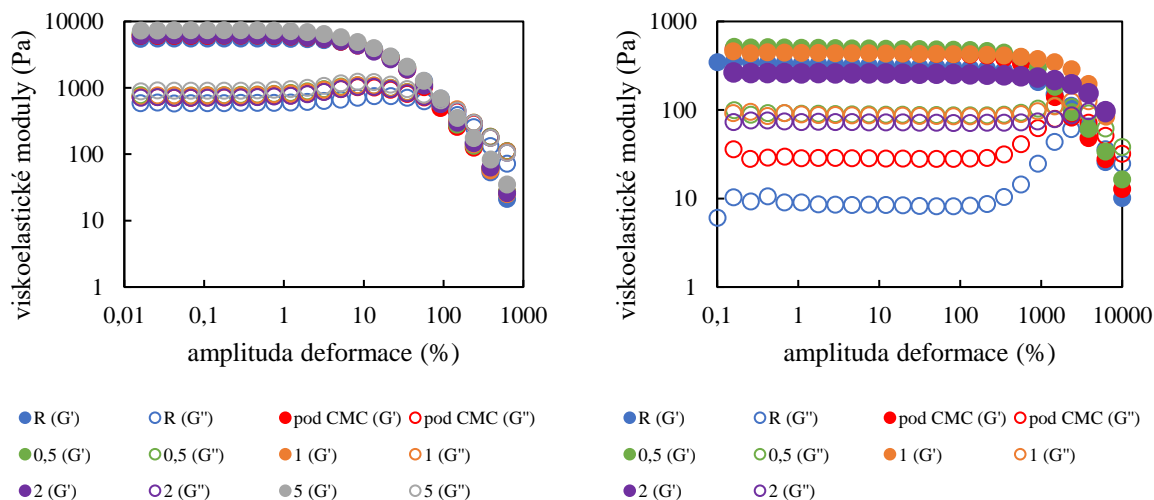 viskoelastické moduly (Pa)
10000
1000
100
10
1
0,01 0,1 1 10 100 1000
amplituda deformace (%)
R (G') R (G'') pod CMC (G') pod CMC (G'')
0,5 (G') 0,5 (G'') 1 (G') 1 (G'')
2 (G') 2 (G'') 5 (G') 5 (G'')
viskoelastické moduly (Pa)
1000
100
10
1
0,1 1 10 100 1000 10000
amplituda deformace (%)
R (G') R (G'') pod CMC (G') pod CMC (G'')
0,5 (G') 0,5 (G'') 1 (G') 1 (G'')
2 (G') 2 (G'')